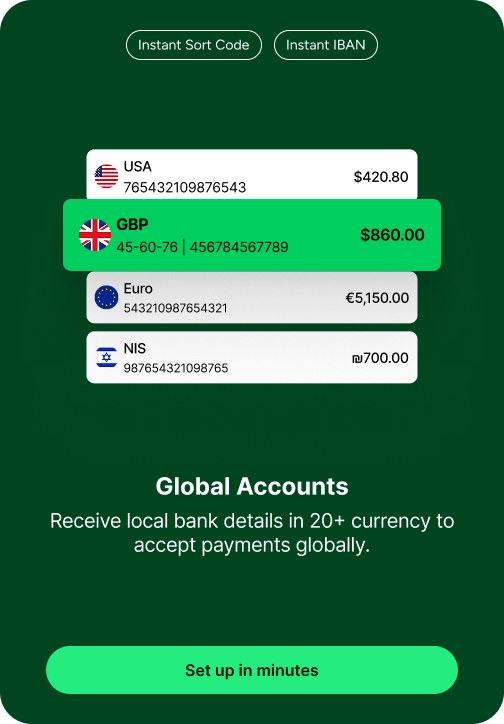 Instant Sort Code
Instant IBAN
USA
765432109876543
$420.80
GBP
45-60-76 | 456784567789
$860.00
Euro
543210987654321
€5,150.00
NIS
987654321098765
₪700.00
Global Accounts
Receive local bank details in 20+ currency to
accept payments globally.
Set up in minutes